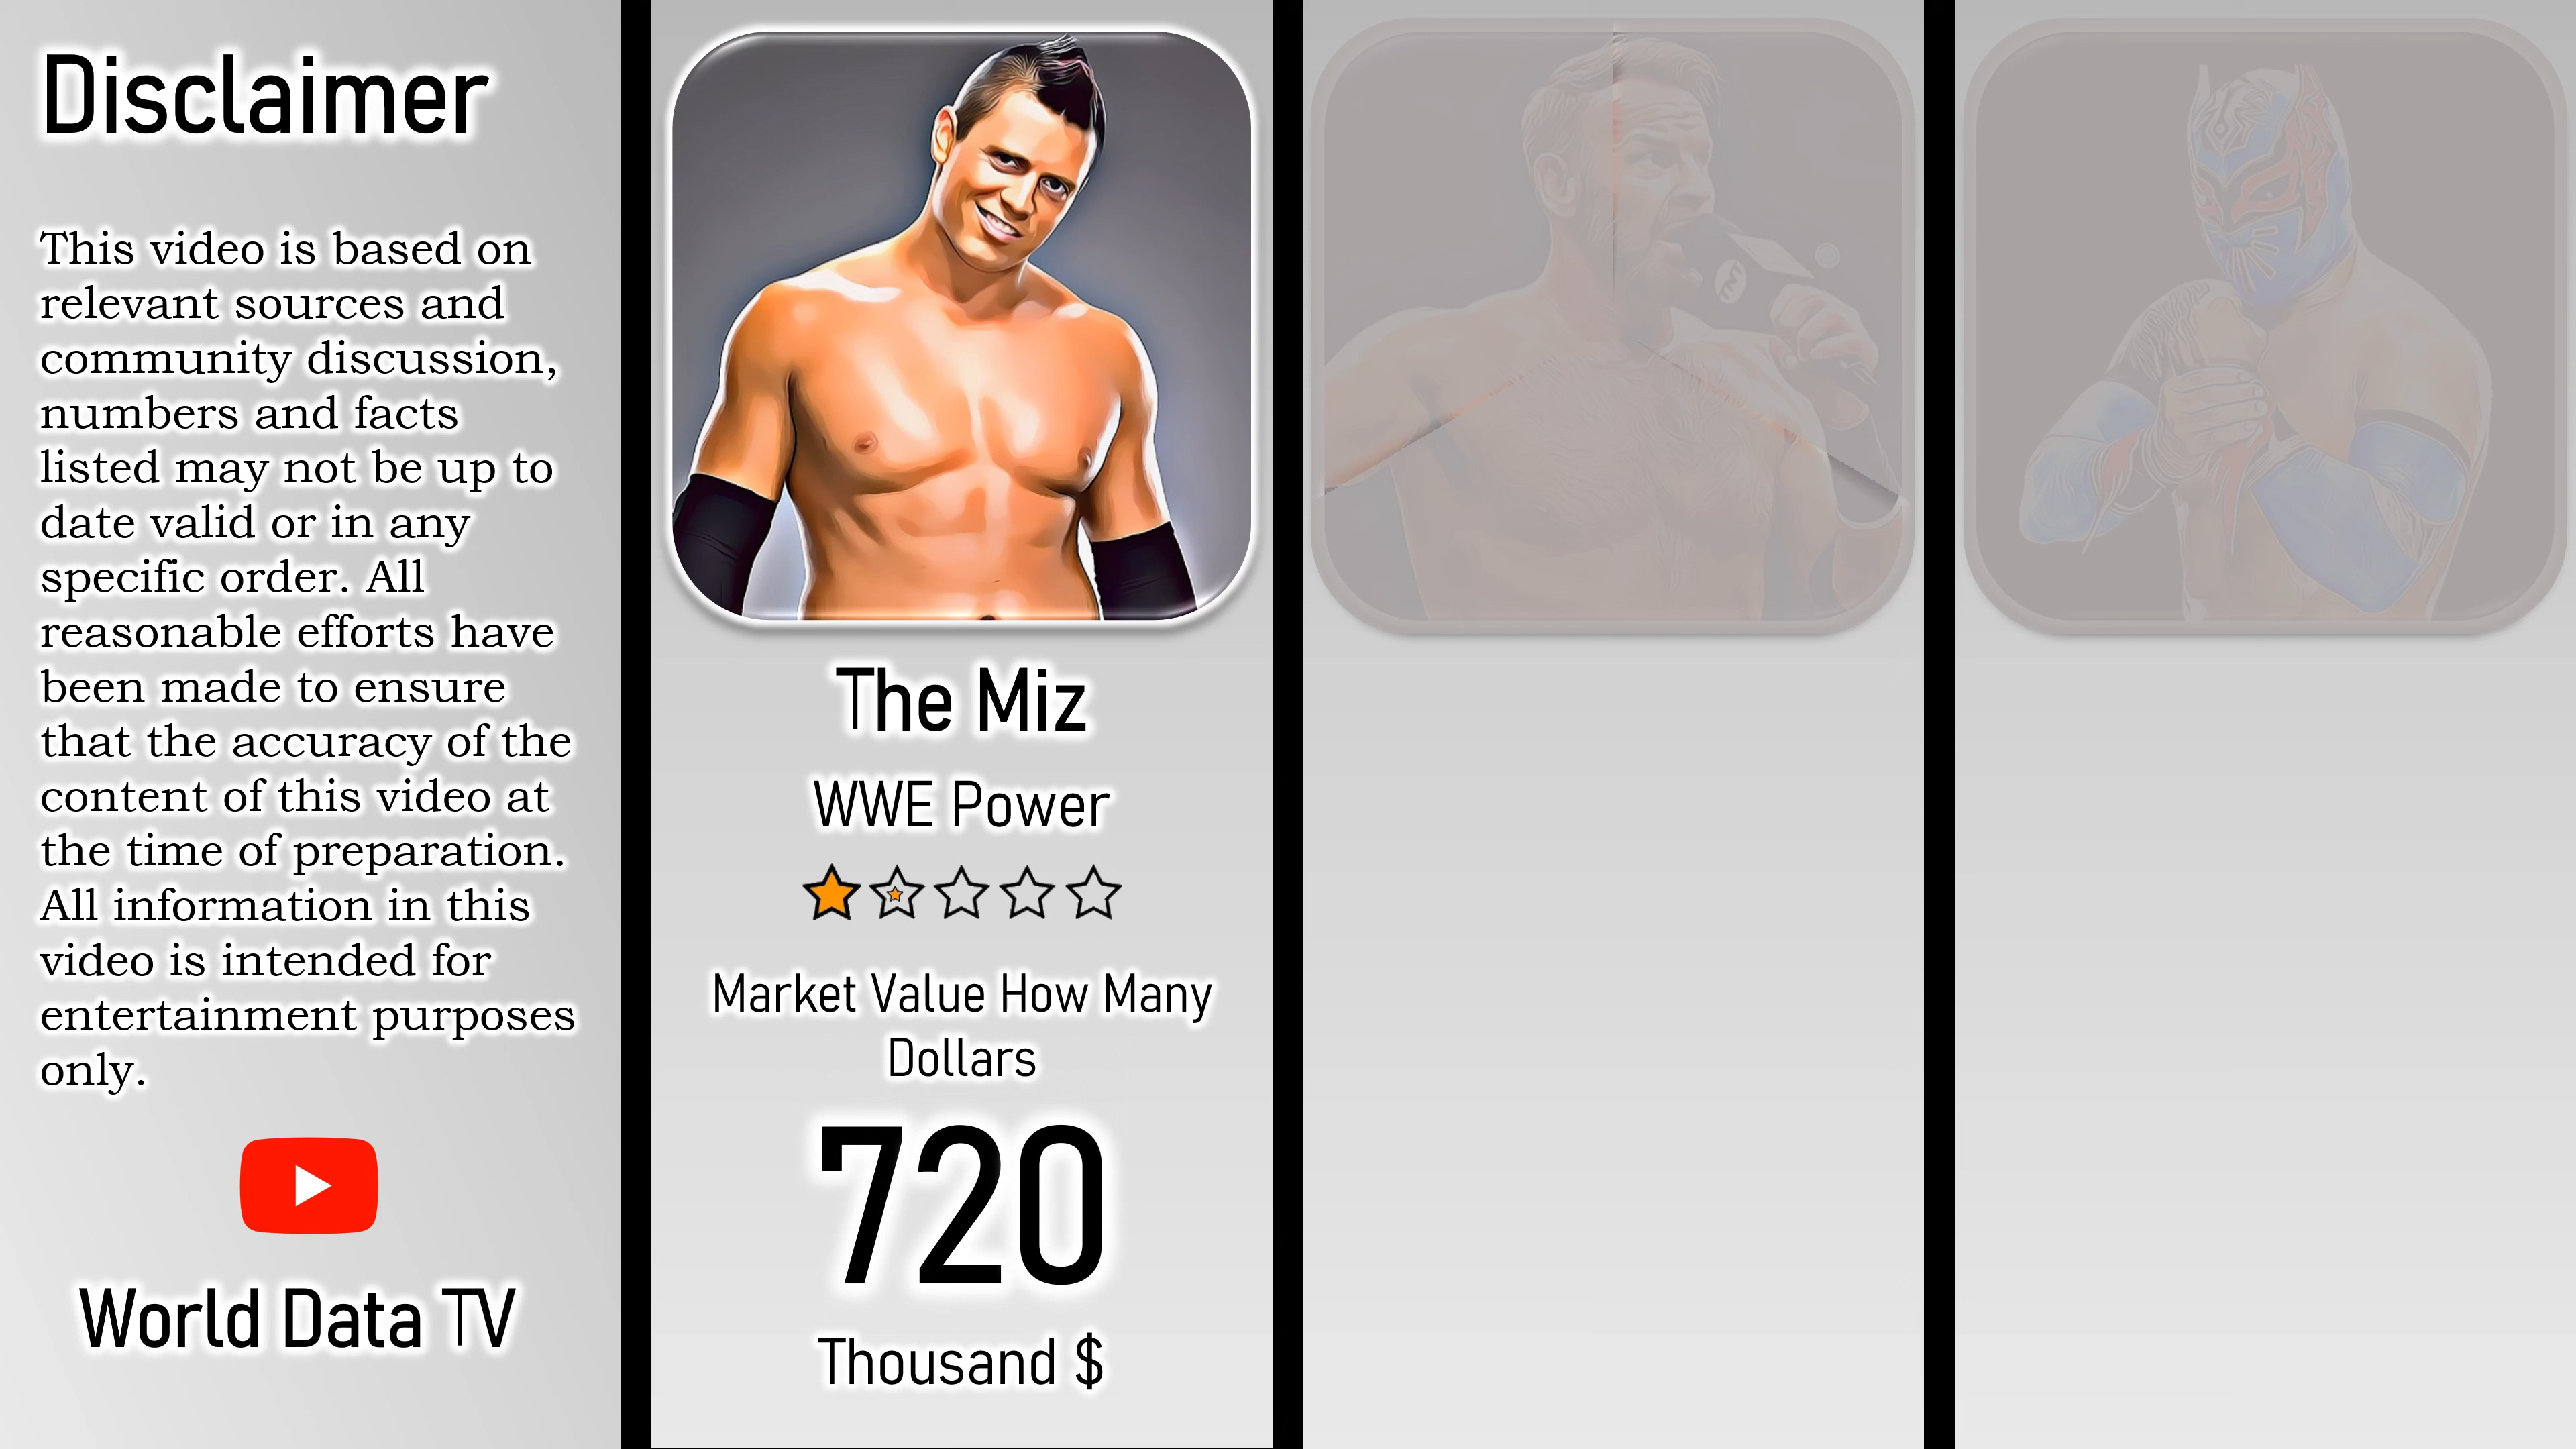 Disclaimer
This video is based on
relevant sources and
community discussion,
numbers and facts
listed may not be up to
date valid or in any
specific order. All
reasonable efforts have
been made to ensure
that the accuracy of the
content of this video at
the time of preparation.
All information in this
video is intended for
entertainment purposes
only.
World Data TV
The Miz
WWE Power
Market Value How Many
Dollars
720
Thousand $